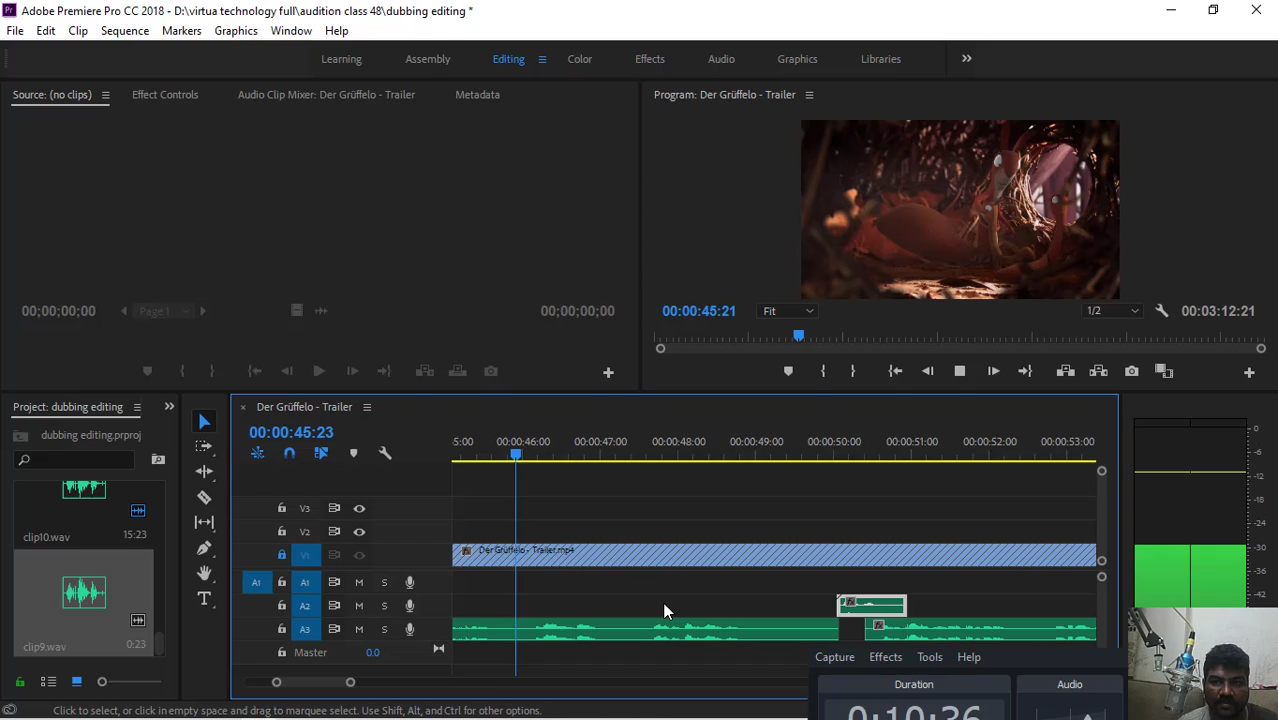 Adobe Premiere Pro CC 2018 - D:\virtua technology full\audition class 48\dubbing editing *
File Edit Clip Sequence Markers Graphics Window Help
Learning Assembly Editing Color Effects Audio Graphics Libraries
Source: (no clips) Effect Controls Audio Clip Mixer: Der Grüffelo - Trailer Metadata
Program: Der Grüffelo - Trailer
00;00;00;00 Page 1 00;00;00;00
00:00:45:21 Fit 1/2 00:03:12:21
Project: dubbing editing
dubbing editing.prproj
clip10.wav 15:23
clip9.wav 0:23
Der Grüffelo - Trailer
00:00:45:23
:5:00 00:00:46:00 00:00:47:00 00:00:48:00 00:00:49:00 00:00:50:00 00:00:51:00 00:00:52:00 00:00:53:00
V3
V2
V1 Der Grüffelo - Trailer.mp4
A1 A1 M S
A2 M S
A3 M S
Master 0.0
0
-6
-12
-18
-24
-30
-36
-42
Capture Effects Tools Help
Duration Audio
0:10:36
Click to select, or click in empty space and drag to marquee select. Use Shift, Alt, and Ctrl for other options.